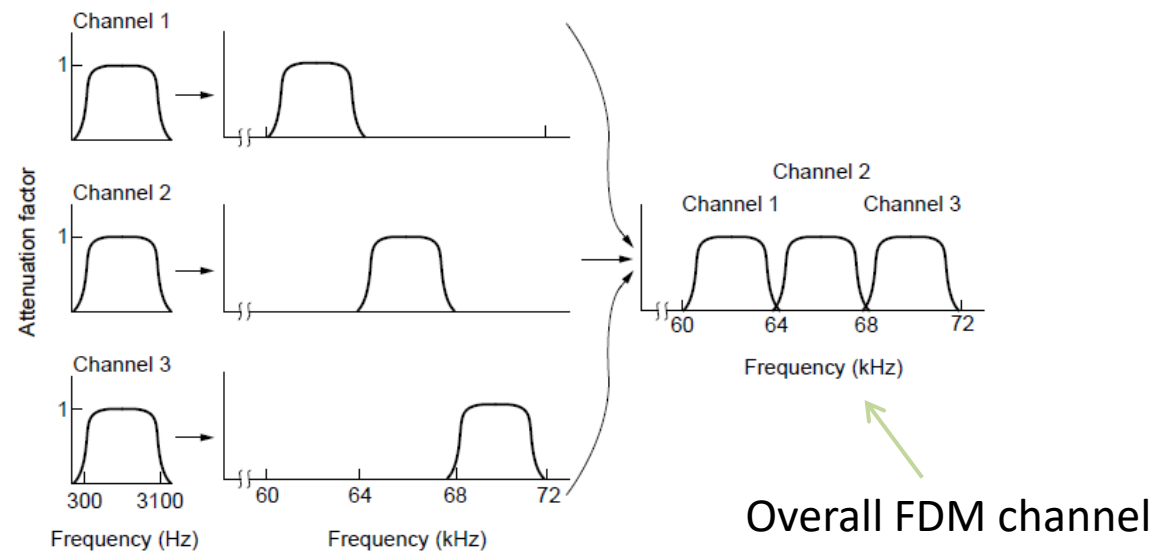 Channel 1
1
Attenuation factor
Channel 2
1
Channel 3
1
300 3100
Frequency (Hz)
60 64 68 72
Frequency (kHz)
Channel 2
Channel 1 Channel 3
60 64 68 72
Frequency (kHz)
Overall FDM channel